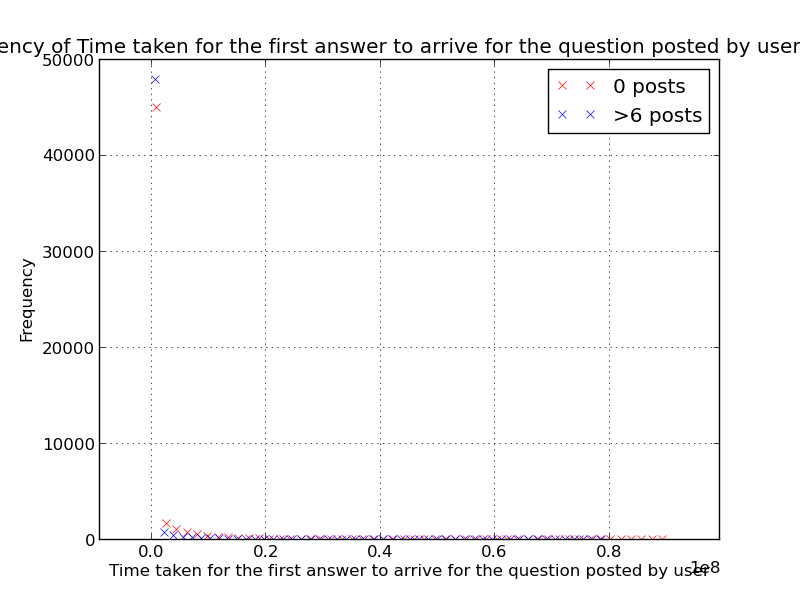 ency of Time taken for the first answer to arrive for the question posted by user
50000
40000
30000
20000
10000
0
Frequency
0 posts
>6 posts
0.0 0.2 0.4 0.6 0.8
1e8
Time taken for the first answer to arrive for the question posted by user